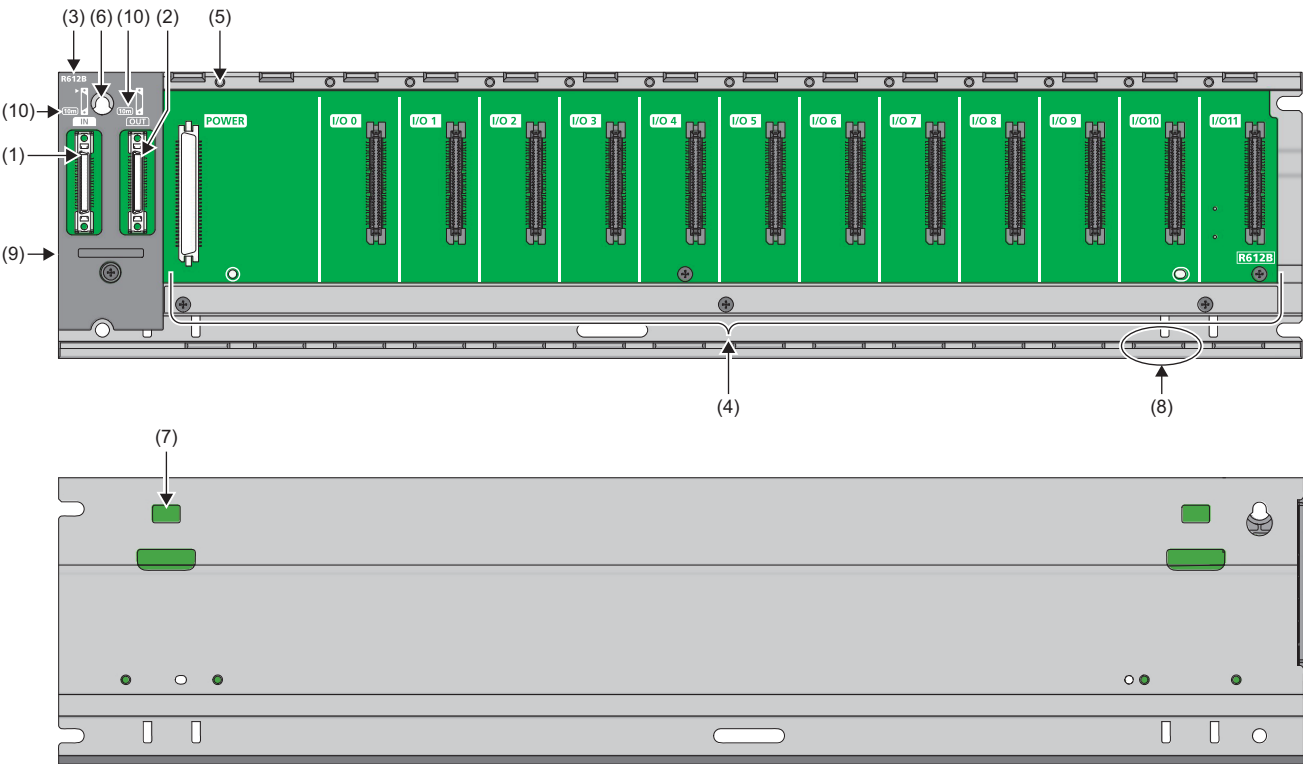 (3) (6) (10) (2) (5)
R612B
(10) 10m 10m
IN OUT
(1)
POWER I/O 0 I/O 1 I/O 2 I/O 3 I/O 4 I/O 5 I/O 6 I/O 7 I/O 8 I/O 9 I/O10 I/O11
(9)
R612B
(4) (8)
(7)